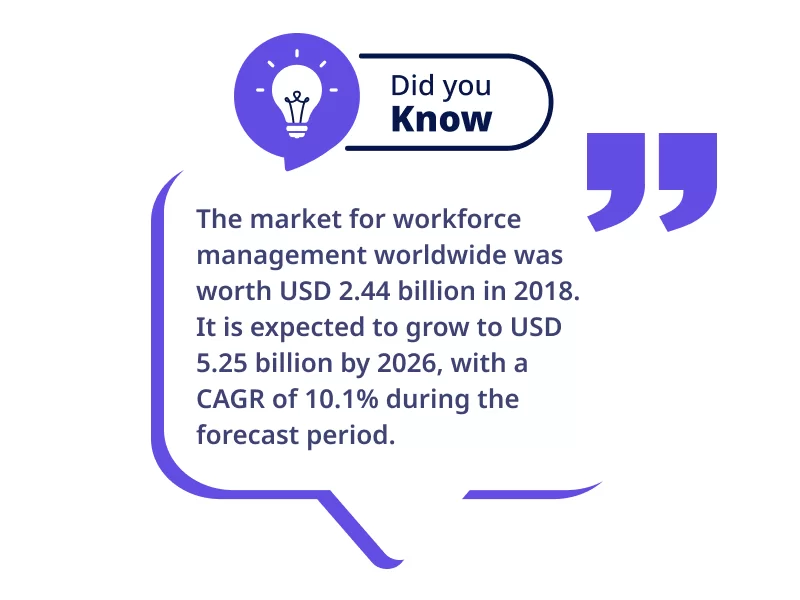 Did you
Know
The market for workforce
management worldwide was
worth USD 2.44 billion in 2018.
It is expected to grow to USD
5.25 billion by 2026, with a
CAGR of 10.1% during the
forecast period.